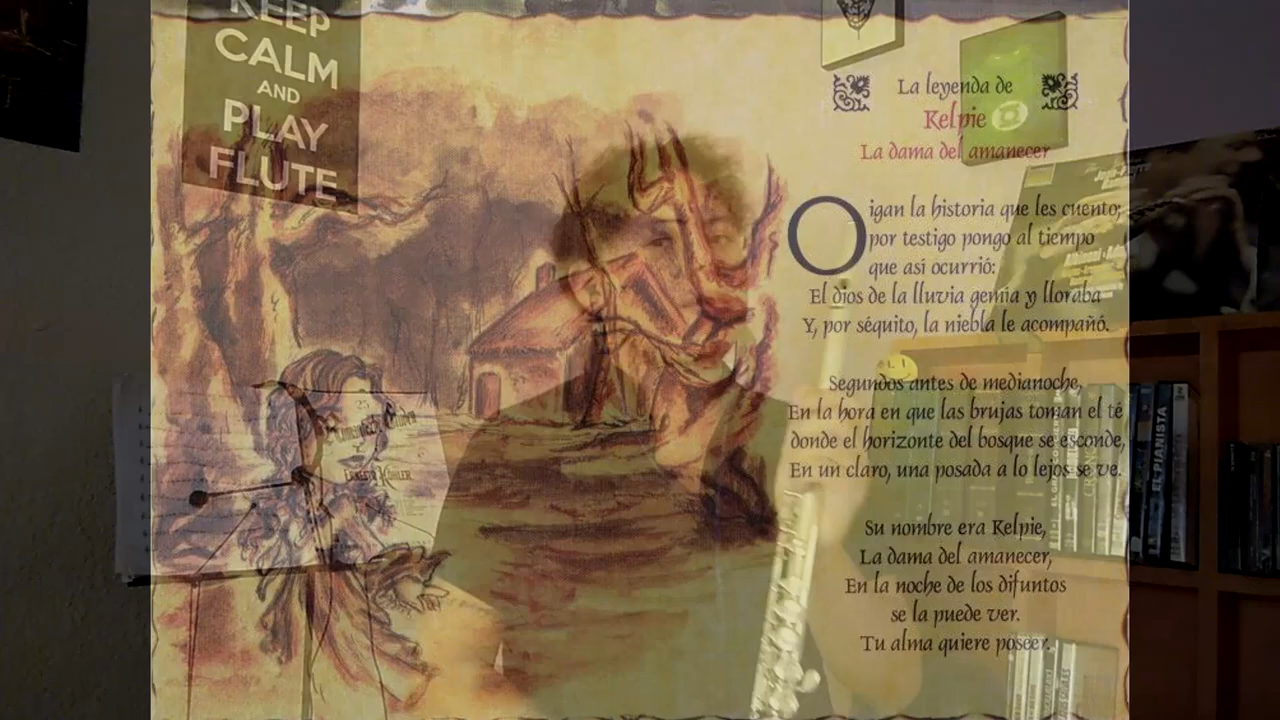 KEEP
CALM
AND
PLAY
FLUTE
La leyenda de
Kelpie
La dama del amanecer
Oigan la historia que les cuento;
por testigo pongo al tiempo
que así ocurrió:
El dios de la lluvia gemía y lloraba
Y, por séquito, la niebla le acompañó.
Segundos antes de medianoche,
En la hora en que las brujas toman el té
donde el horizonte del bosque se esconde,
En un claro, una posada a lo lejos se ve.
Su nombre era Kelpie,
La dama del amanecer,
En la noche de los difuntos
se la puede ver.
Tu alma quiere poseer.
EL PIANISTA